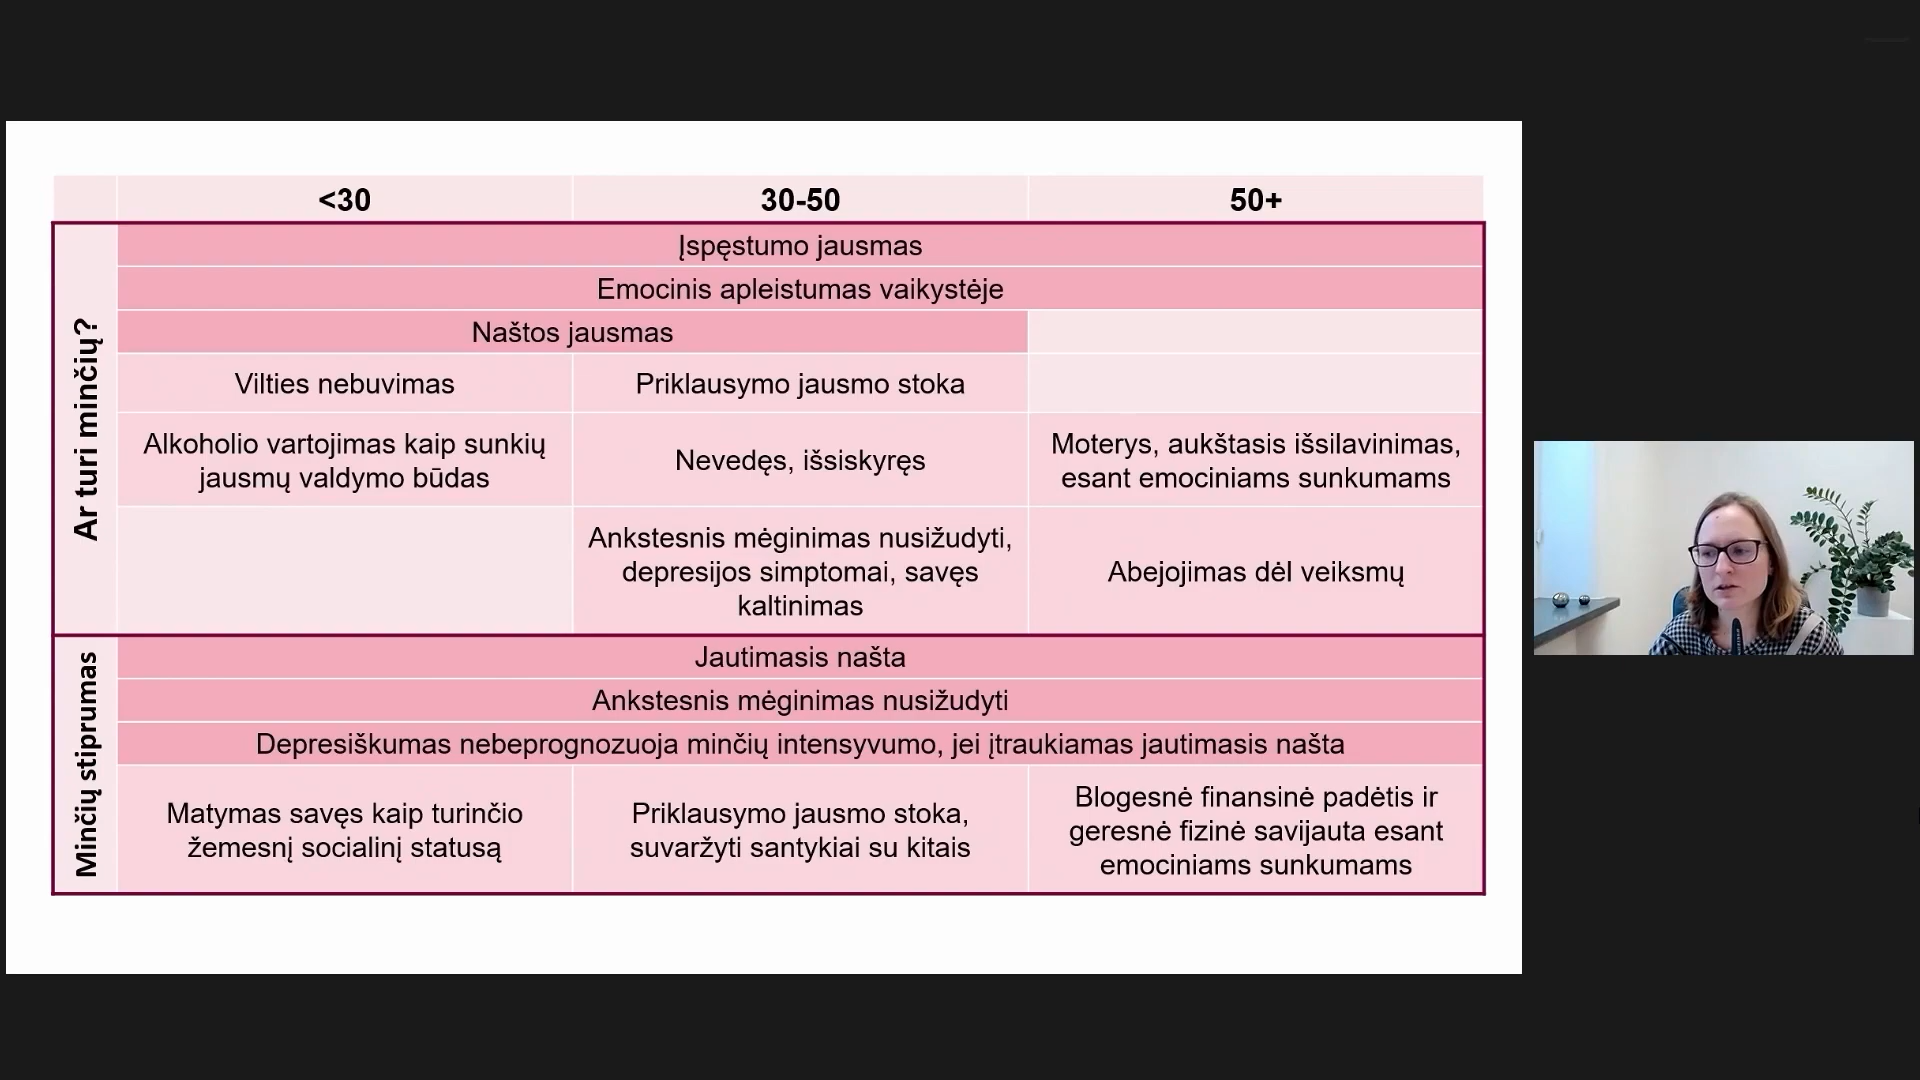 <30
30-50
50+
Ar turi minčių?
Įspęstumo jausmas
Emocinis apleistumas vaikystėje
Naštos jausmas
Vilties nebuvimas
Priklausymo jausmo stoka
Alkoholio vartojimas kaip sunkių
jausmų valdymo būdas
Nevedęs, išsiskyręs
Moterys, aukštasis išsilavinimas,
esant emociniams sunkumams
Ankstesnis mėginimas nusižudyti,
depresijos simptomai, savęs
kaltinimas
Abejojimas dėl veiksmų
Minčių stiprumas
Jautimasis našta
Ankstesnis mėginimas nusižudyti
Depresiškumas nebeprognozuoja minčių intensyvumo, jei įtraukiamas jautimasis našta
Matymas savęs kaip turinčio
žemesnį socialinį statusą
Priklausymo jausmo stoka,
suvaržyti santykiai su kitais
Blogesnė finansinė padėtis ir
geresnė fizinė savijauta esant
emociniams sunkumams